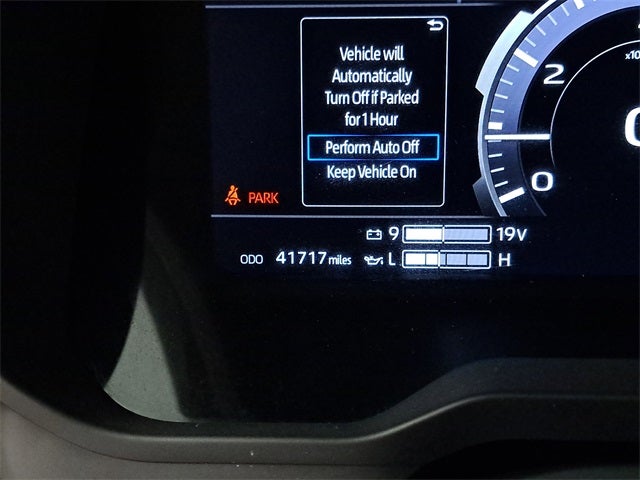 Vehicle will
Automatically
Turn Off if Parked
for 1 Hour
Perform Auto Off
Keep Vehicle On
PARK
2
0
9 19V
ODO 41717 miles L H